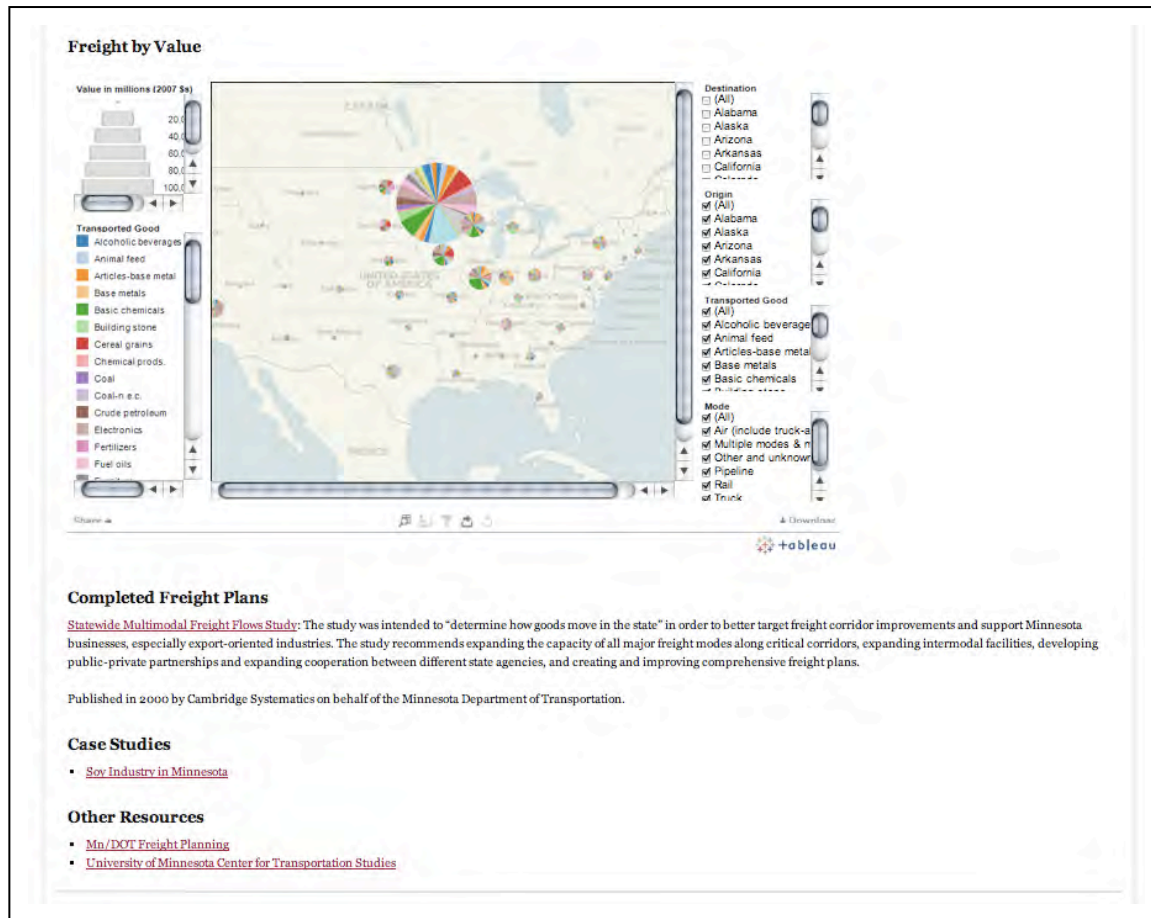 Freight by Value
Value in millions (2007 $s)
20.
40.
60.
80.
100.
Transported Good
Alcoholic beverages
Animal feed
Articles-base metal
Base metals
Basic chemicals
Building stone
Cereal grains
Chemical prods.
Coal
Coal-n e.c.
Crude petroleum
Electronics
Fertilizers
Fuel oils
CANADA
UNITED STATES
OF AMERICA
MEXICO
Destination
(All)
Alabama
Alaska
Arizona
Arkansas
California
Origin
(All)
Alabama
Alaska
Arizona
Arkansas
California
Transported Good
(All)
Alcoholic beverage
Animal feed
Articles-base metal
Base metals
Basic chemicals
Mode
(All)
Air (include truck-a
Multiple modes & m
Other and unknown
Pipeline
Rail
Truck
Share
Download
+ableau
Completed Freight Plans
Statewide Multimodal Freight Flows Study: The study was intended to “determine how goods move in the state” in order to better target freight corridor improvements and support Minnesota
businesses, especially export-oriented industries. The study recommends expanding the capacity of all major freight modes along critical corridors, expanding intermodal facilities, developing
public-private partnerships and expanding cooperation between different state agencies, and creating and improving comprehensive freight plans.
Published in 2000 by Cambridge Systematics on behalf of the Minnesota Department of Transportation.
Case Studies
Soy Industry in Minnesota
Other Resources
Mn/DOT Freight Planning
University of Minnesota Center for Transportation Studies